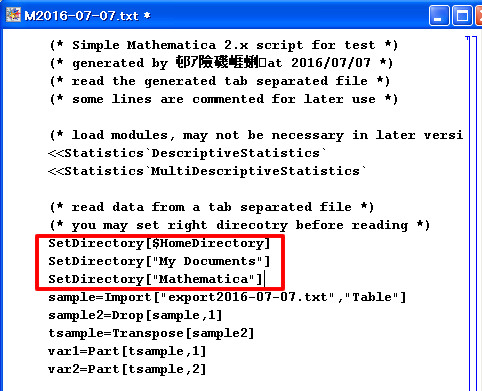 M2016-07-07.txt *
(* Simple Mathematica 2.x script for test *)
(* generated by at 2016/07/07 *)
(* read the generated tab separated file *)
(* some lines are commented for later use *)
(* load modules, may not be necessary in later versi
<<Statistics`DescriptiveStatistics`
<<Statistics`MultiDescriptiveStatistics`
(* read data from a tab separated file *)
(* you may set right direcotry before reading *)
SetDirectory[$HomeDirectory]
SetDirectory["My Documents"]
SetDirectory["Mathematica"]
sample=Import["export2016-07-07.txt","Table"]
sample2=Drop[sample,1]
tsample=Transpose[sample2]
var1=Part[tsample,1]
var2=Part[tsample,2]